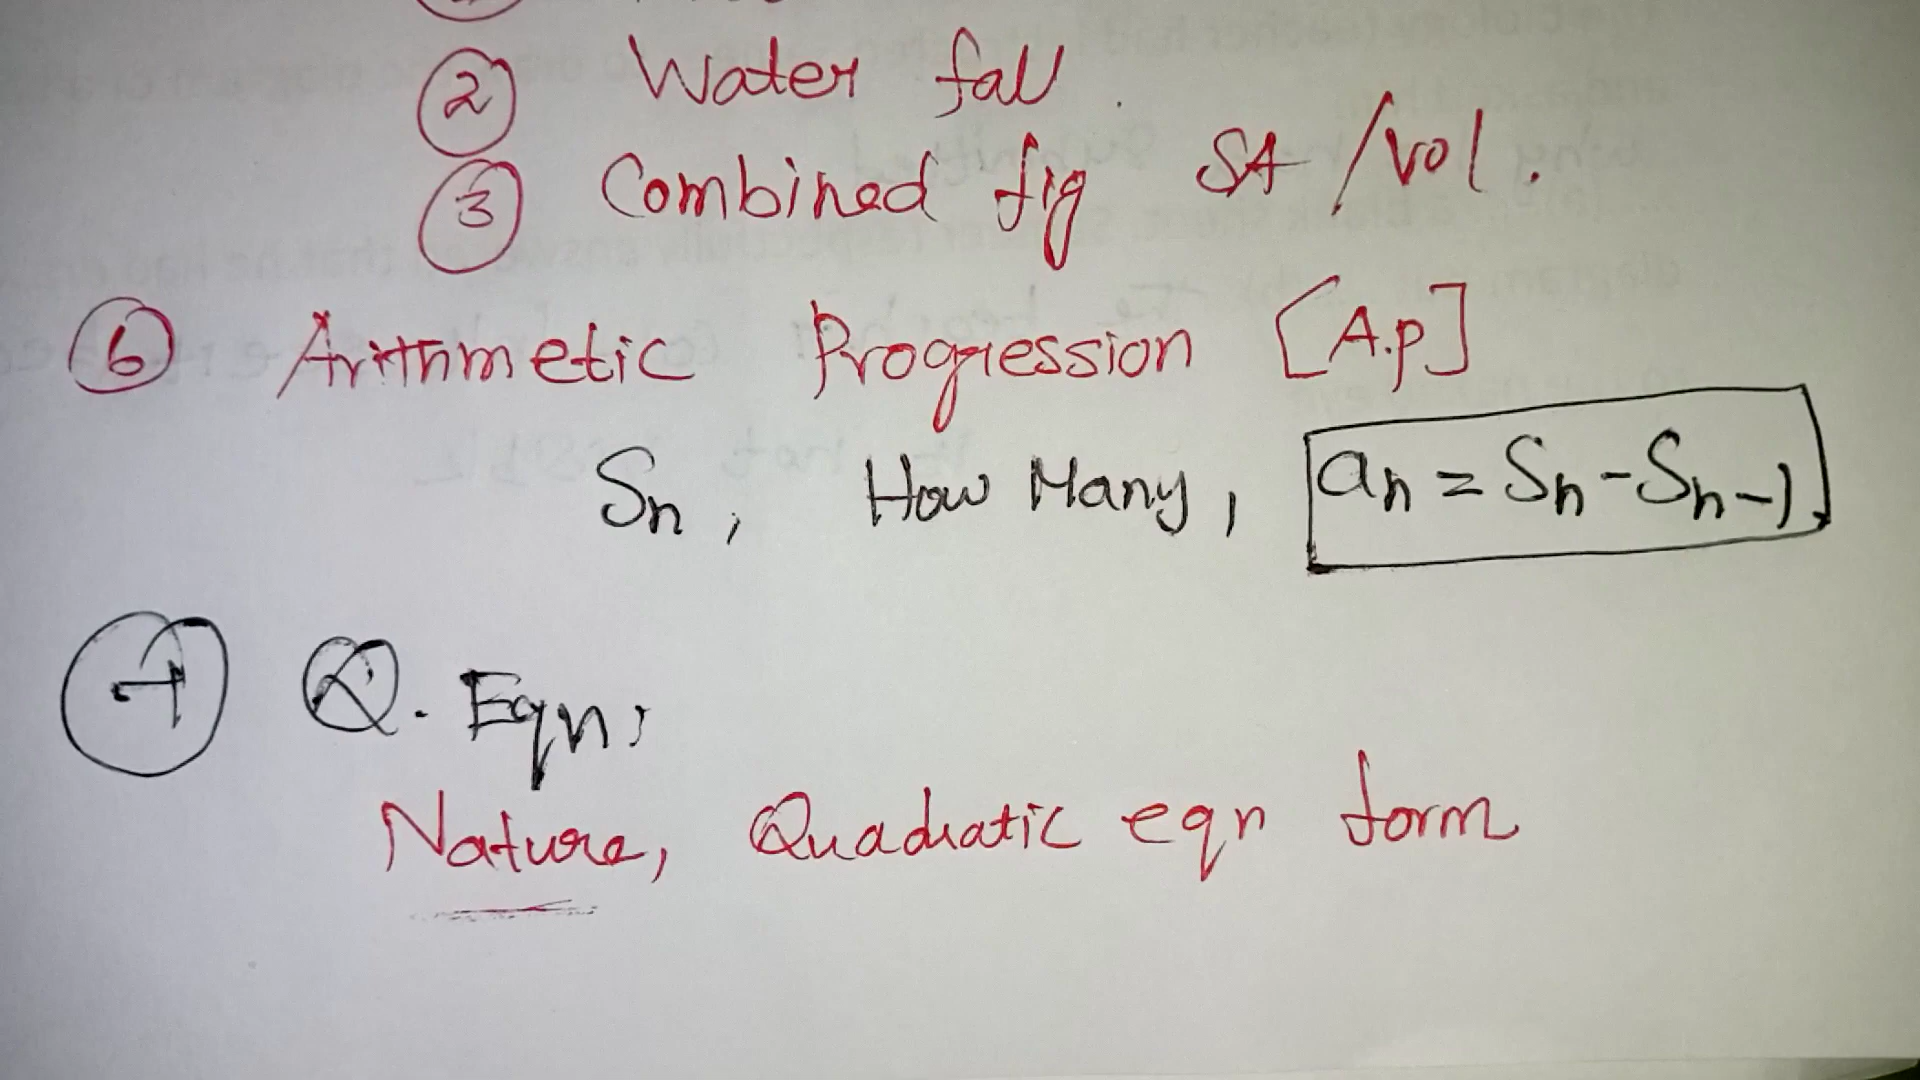 ② Water fall
③ Combined fig SA/Vol.
⑥ Arithmetic Progression [A.P]
Sn, How Many, an = Sn - Sn-1
⑦ Q. Eqn:
Nature, Quadratic eqn form